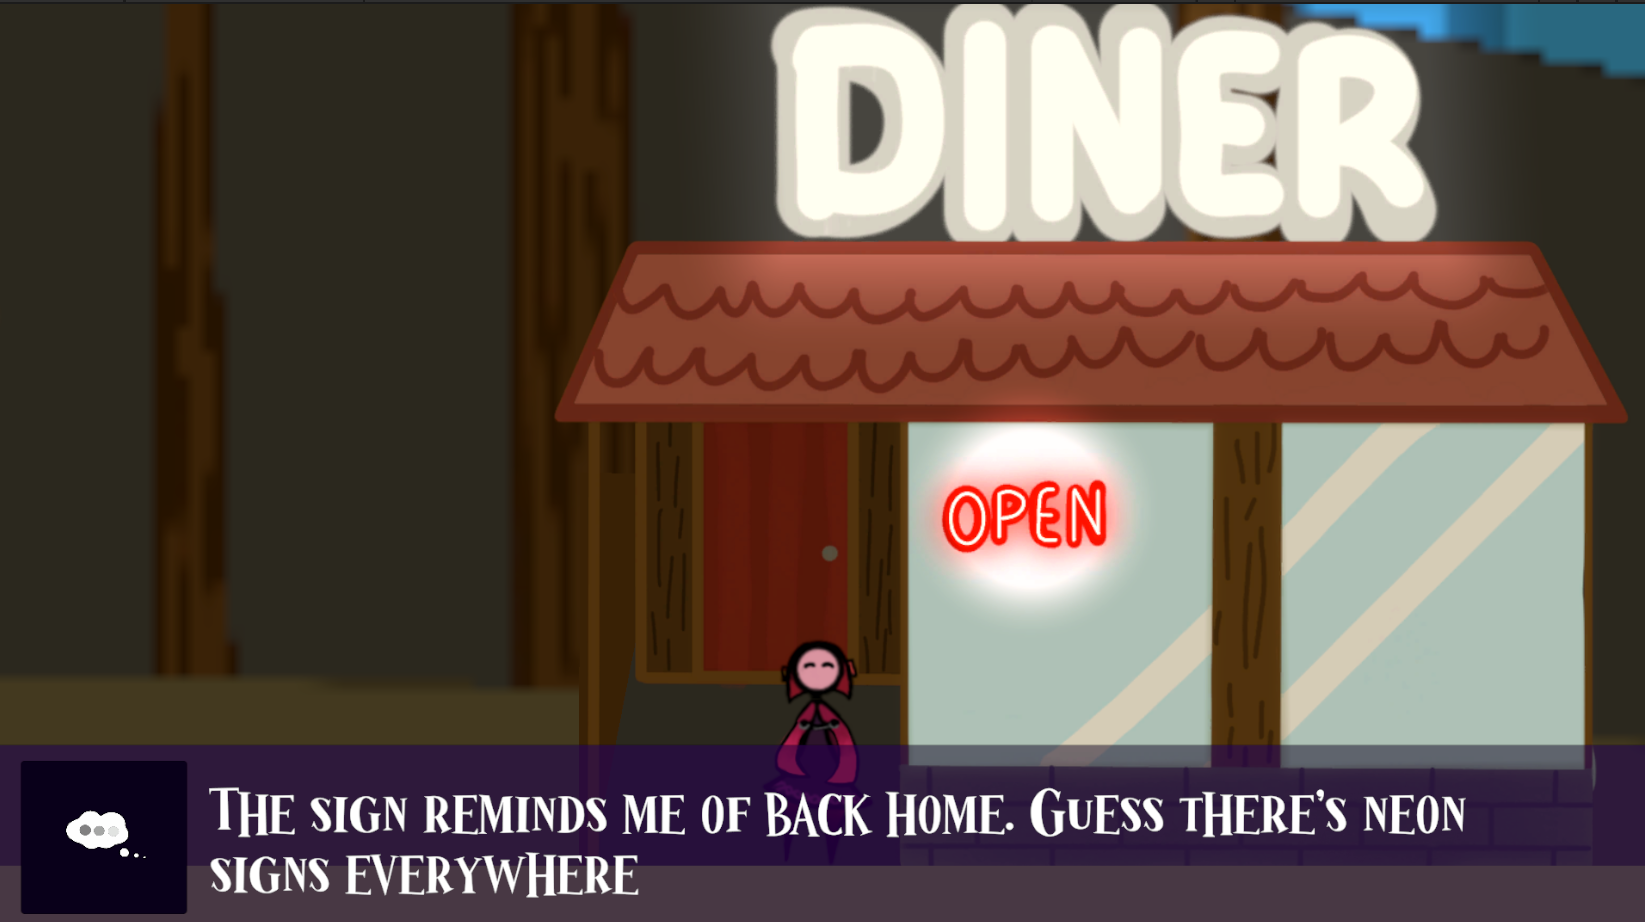 DINER
OPEN
The sign reminds me of back home. Guess there's neon
signs everywhere